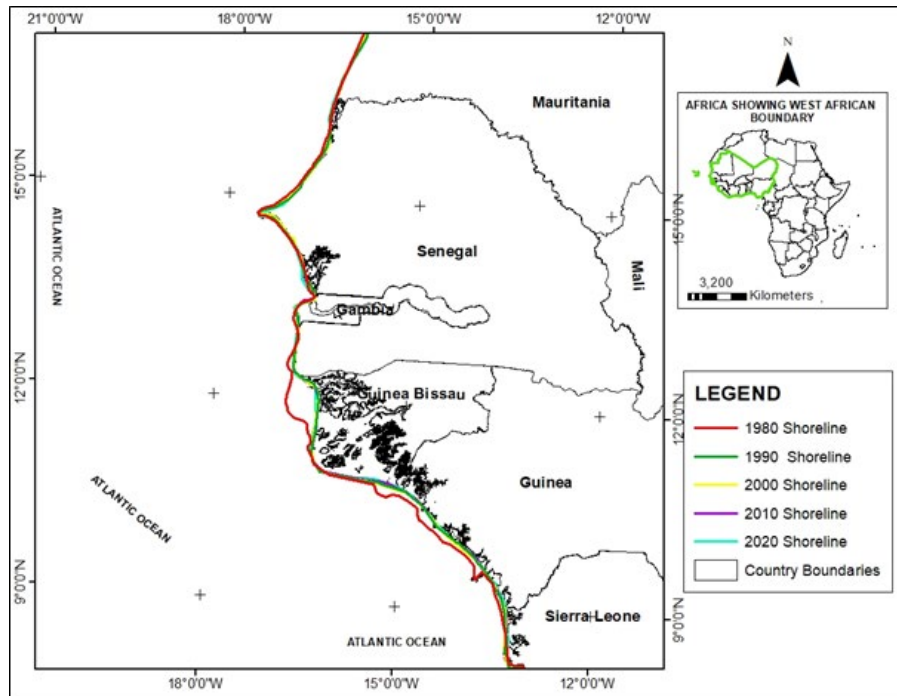 21°0'0"W
18°0'0"W
15°0'0"W
12°0'0"W
N
Mauritania
AFRICA SHOWING WEST AFRICAN
BOUNDARY
15°0'0"N
15°0'0"N
ATLANTIC OCEAN
Senegal
Mali
3,200
Kilometers
Gambia
12°0'0"N
Guinea Bissau
12°0'0"N
LEGEND
1980 Shoreline
1990 Shoreline
2000 Shoreline
2010 Shoreline
2020 Shoreline
Country Boundaries
Guinea
ATLANTIC OCEAN
9°0'0"N
Sierra Leone
9°0'0"N
ATLANTIC OCEAN
18°0'0"W
15°0'0"W
12°0'0"W